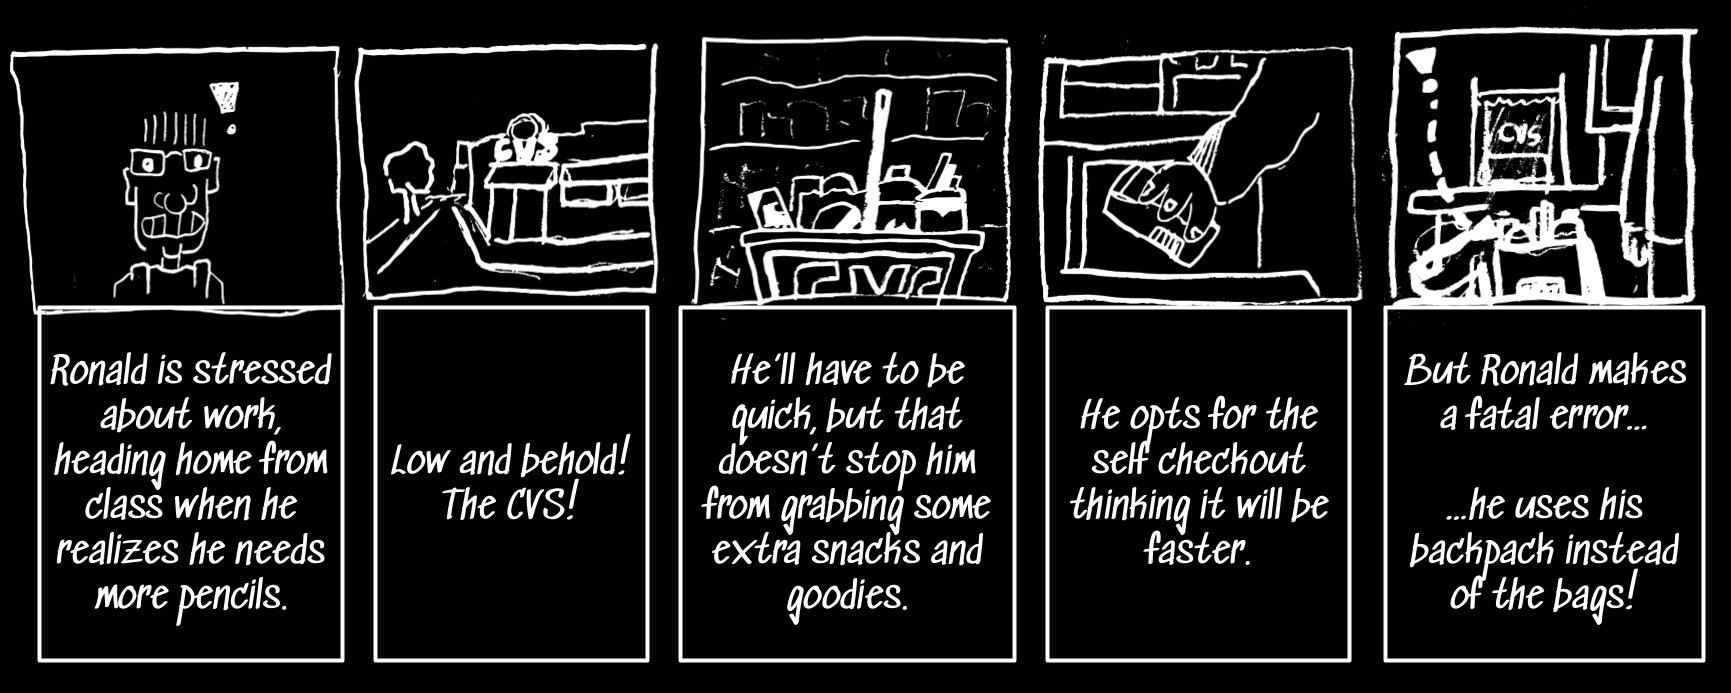 CVS
CVS
CVS
Ronald is stressed
about work,
heading home from
class when he
realizes he needs
more pencils.
Low and behold!
The CVS!
He'll have to be
quick, but that
doesn't stop him
from grabbing some
extra snacks and
goodies.
He opts for the
self checkout
thinking it will be
faster.
But Ronald makes
a fatal error...
...he uses his
backpack instead
of the bags!